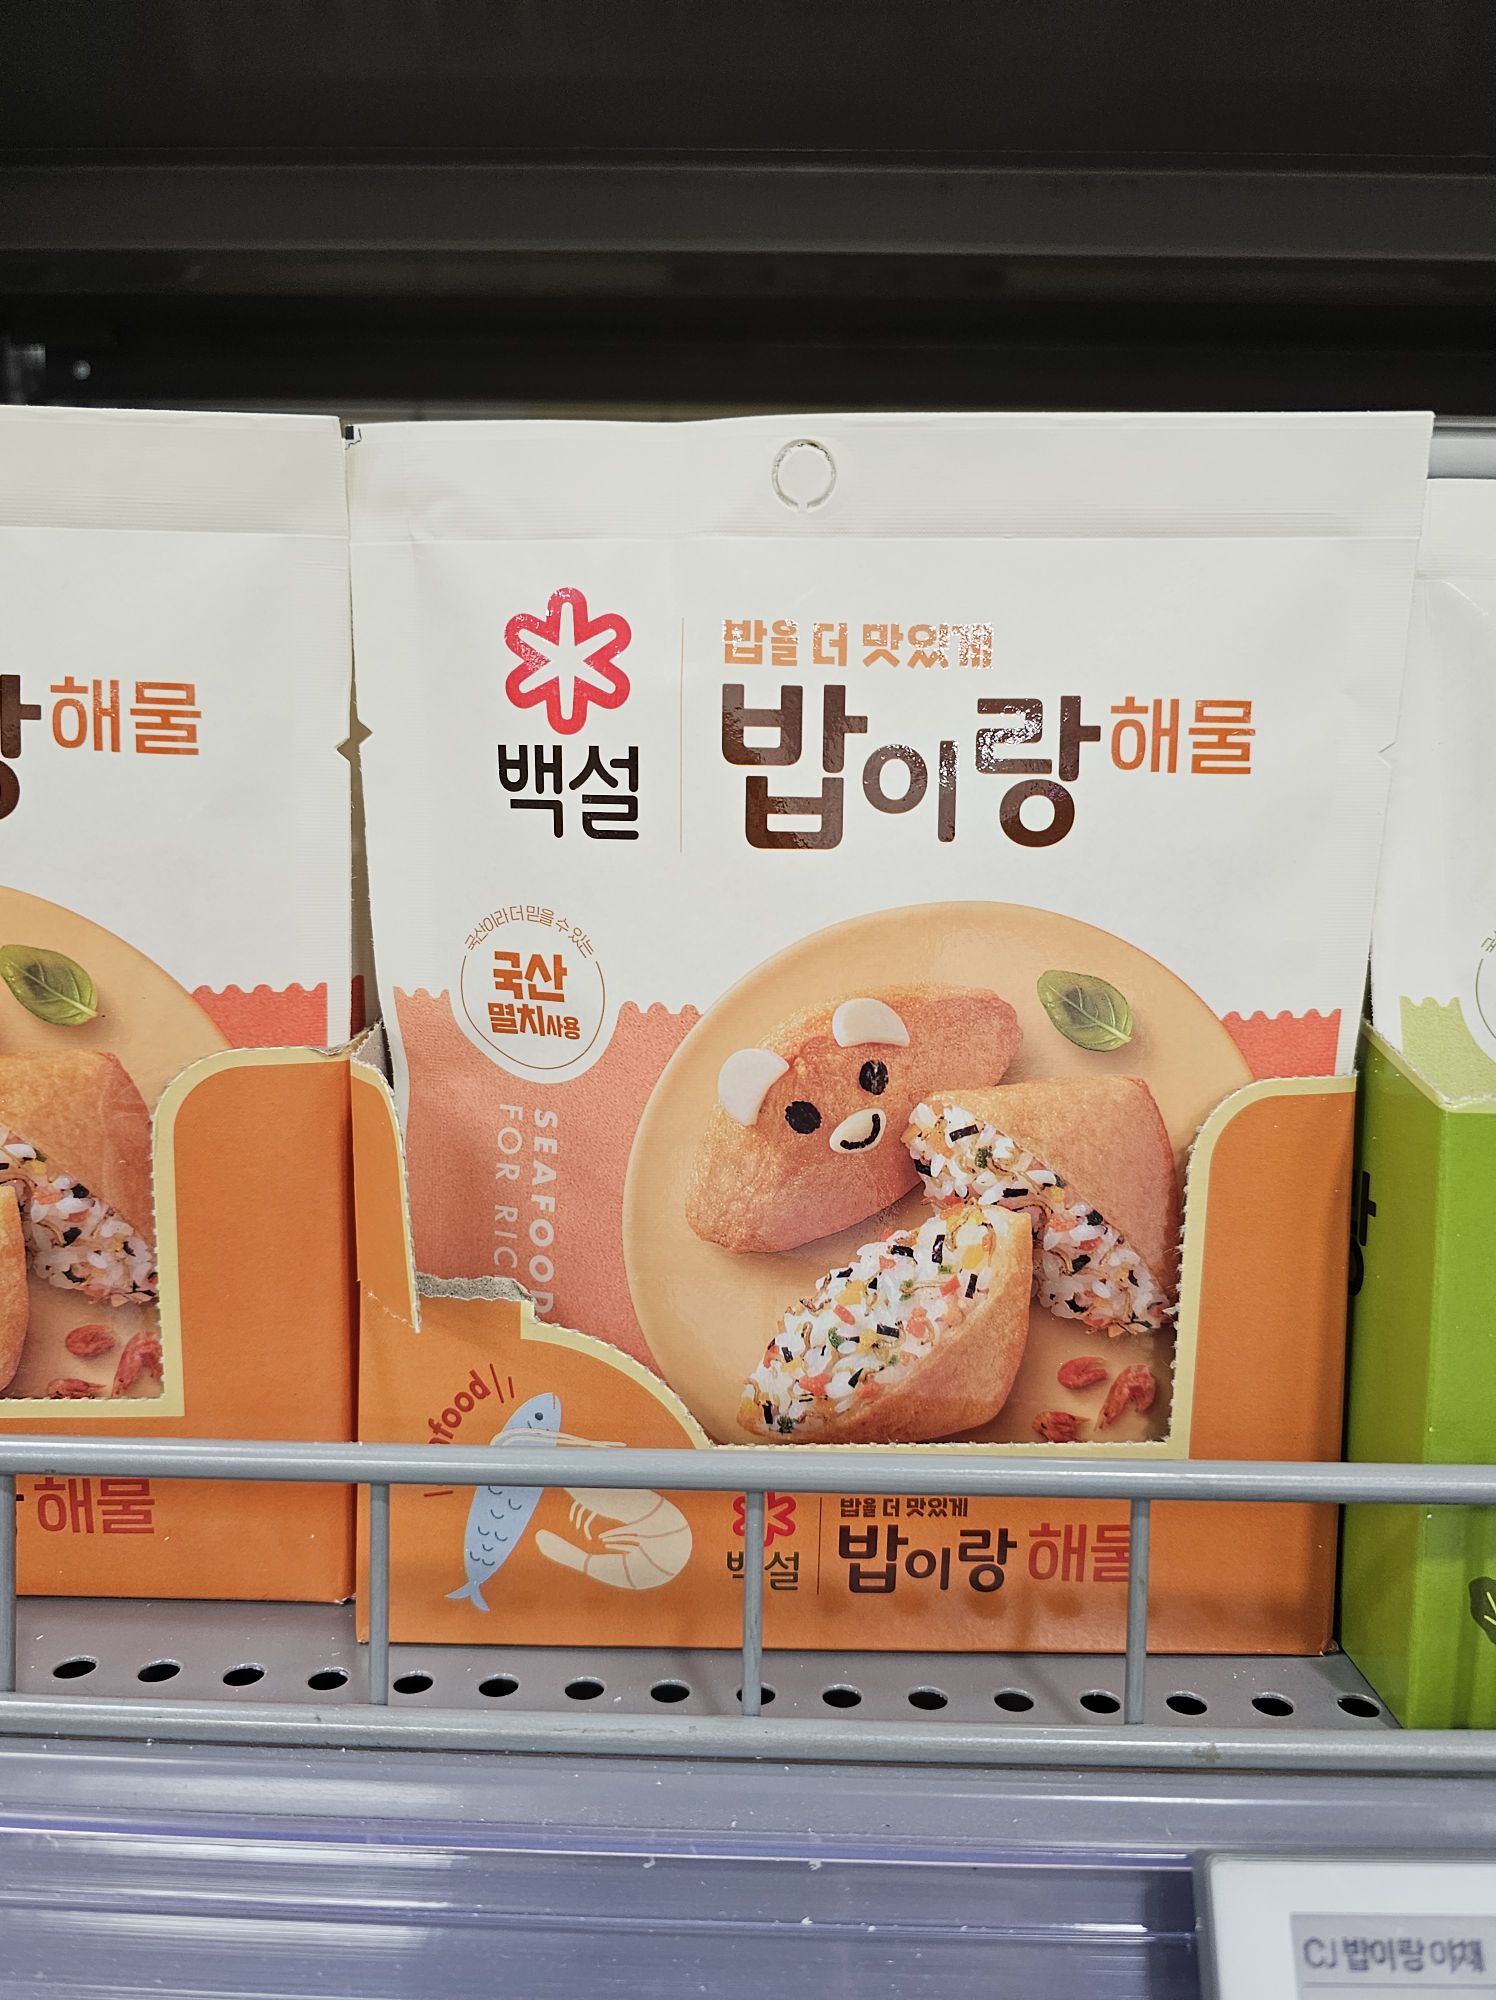 해물
백설
밥을 더 맛있게
밥이랑 해물
국산이라 더 믿을 수 있는
국산
멸치사용
SEAFOOD
FOR RIC
해물
백설
밥을 더 맛있게
밥이랑 해물
CJ 밥이랑 야채